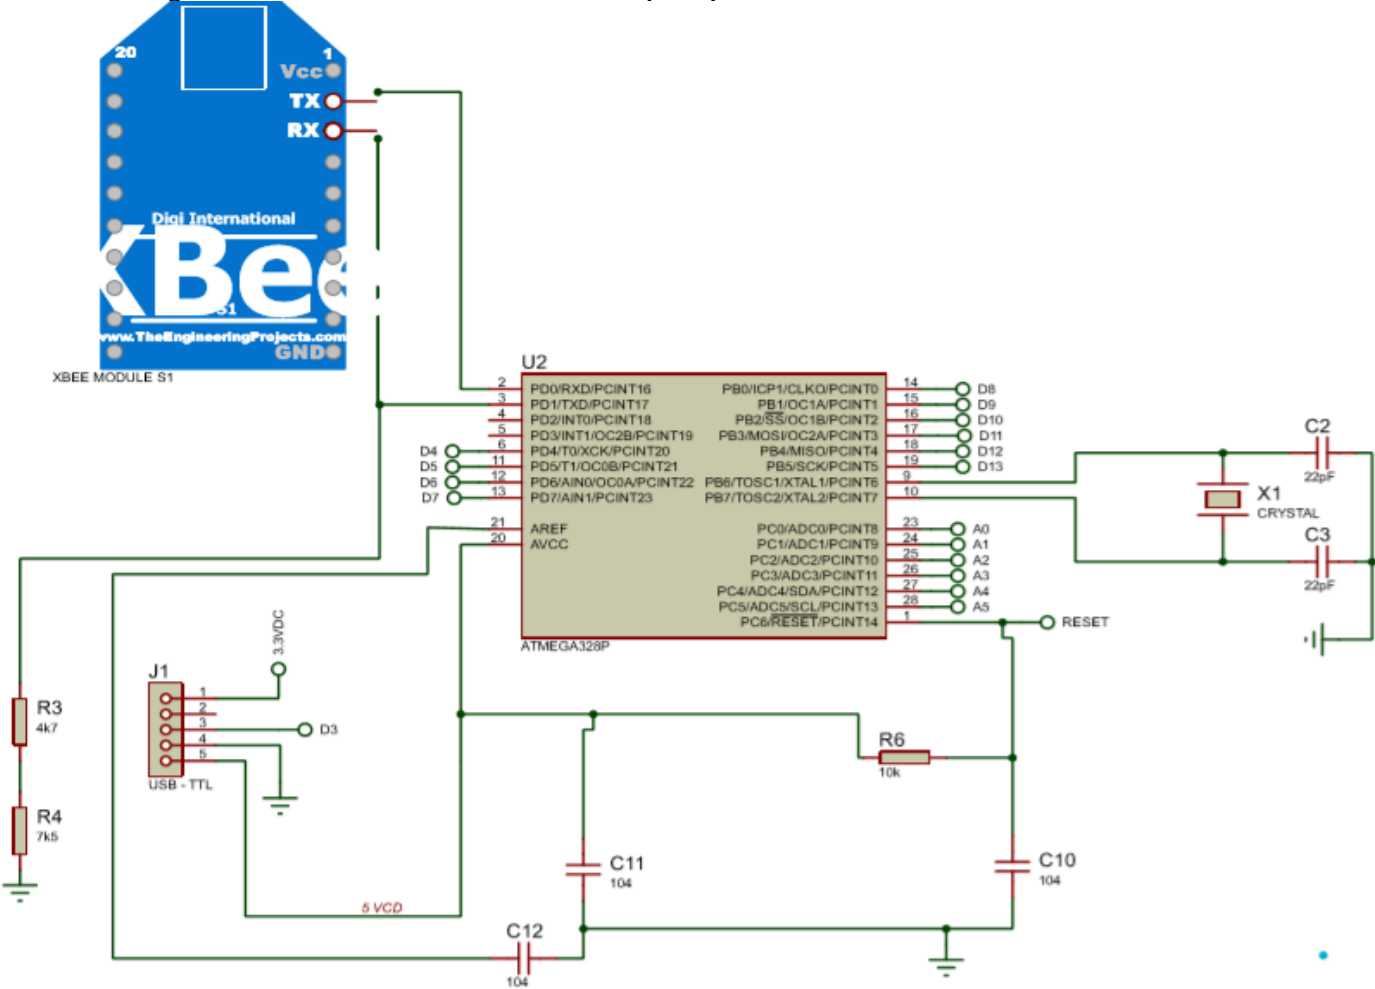 20
1
Vcc
TX
RX
Digi International
XBee
S1
www.TheEngineeringProjects.com
GND
XBEE MODULE S1
U2
2 PD0/RXD/PCINT16
3 PD1/TXD/PCINT17
4 PD2/INT0/PCINT18
5 PD3/INT1/OC2B/PCINT19
D4 6 PD4/T0/XCK/PCINT20
D5 11 PD5/T1/OC0B/PCINT21
D6 12 PD6/AIN0/OC0A/PCINT22
D7 13 PD7/AIN1/PCINT23
21 AREF
20 AVCC
PB0/ICP1/CLKO/PCINT0 14 D8
PB1/OC1A/PCINT1 15 D9
PB2/SS/OC1B/PCINT2 16 D10
PB3/MOSI/OC2A/PCINT3 17 D11
PB4/MISO/PCINT4 18 D12
PB5/SCK/PCINT5 19 D13
PB6/TOSC1/XTAL1/PCINT6 9
PB7/TOSC2/XTAL2/PCINT7 10
PC0/ADC0/PCINT8 23 A0
PC1/ADC1/PCINT9 24 A1
PC2/ADC2/PCINT10 25 A2
PC3/ADC3/PCINT11 26 A3
PC4/ADC4/SDA/PCINT12 27 A4
PC5/ADC5/SCL/PCINT13 28 A5
PC6/RESET/PCINT14 1 RESET
ATMEGA328P
C2
22pF
X1
CRYSTAL
C3
22pF
3.3VDC
J1
1
2
3 D3
4
5
USB - TTL
R3
4k7
R4
7k5
R6
10k
C11
104
C10
104
5 VCD
C12
104